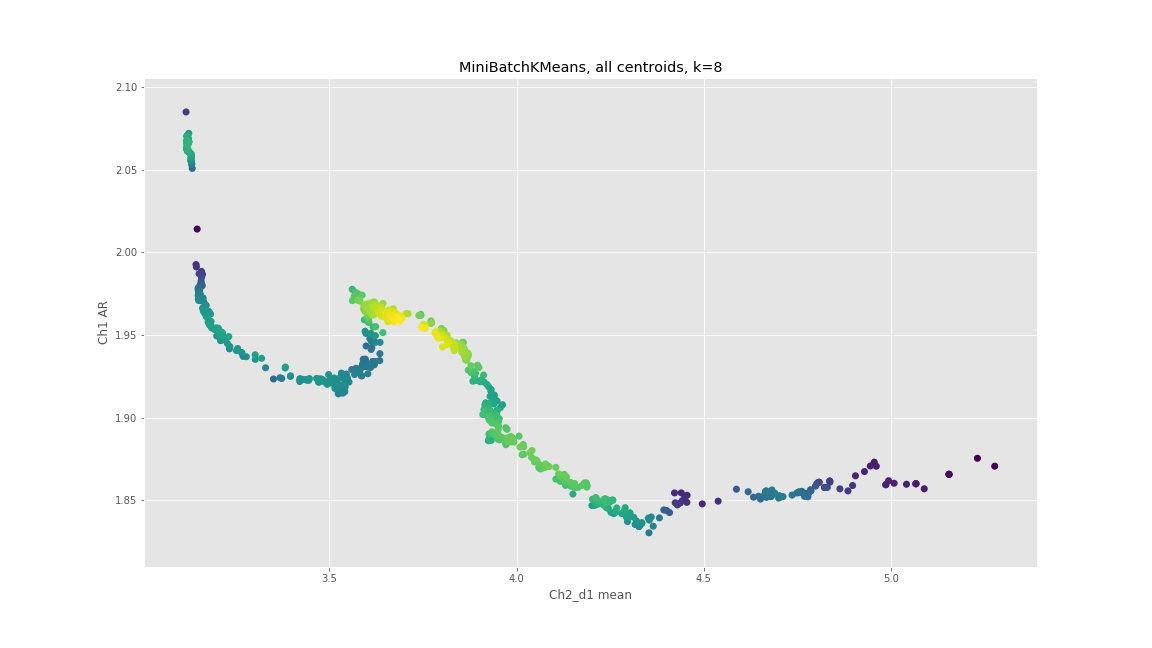 MiniBatchKMeans, all centroids, k=8
2.10
2.05
2.00
1.95
1.90
1.85
Ch1 AR
3.5 4.0 4.5 5.0
Ch2_d1 mean